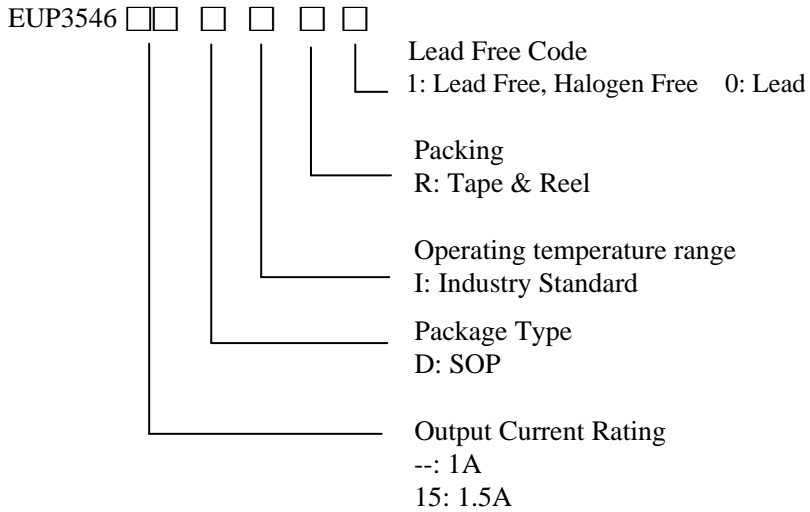 EUP3546 □□ □ □ □ □
Lead Free Code
1: Lead Free, Halogen Free 0: Lead
Packing
R: Tape & Reel
Operating temperature range
I: Industry Standard
Package Type
D: SOP
Output Current Rating
--: 1A
15: 1.5A